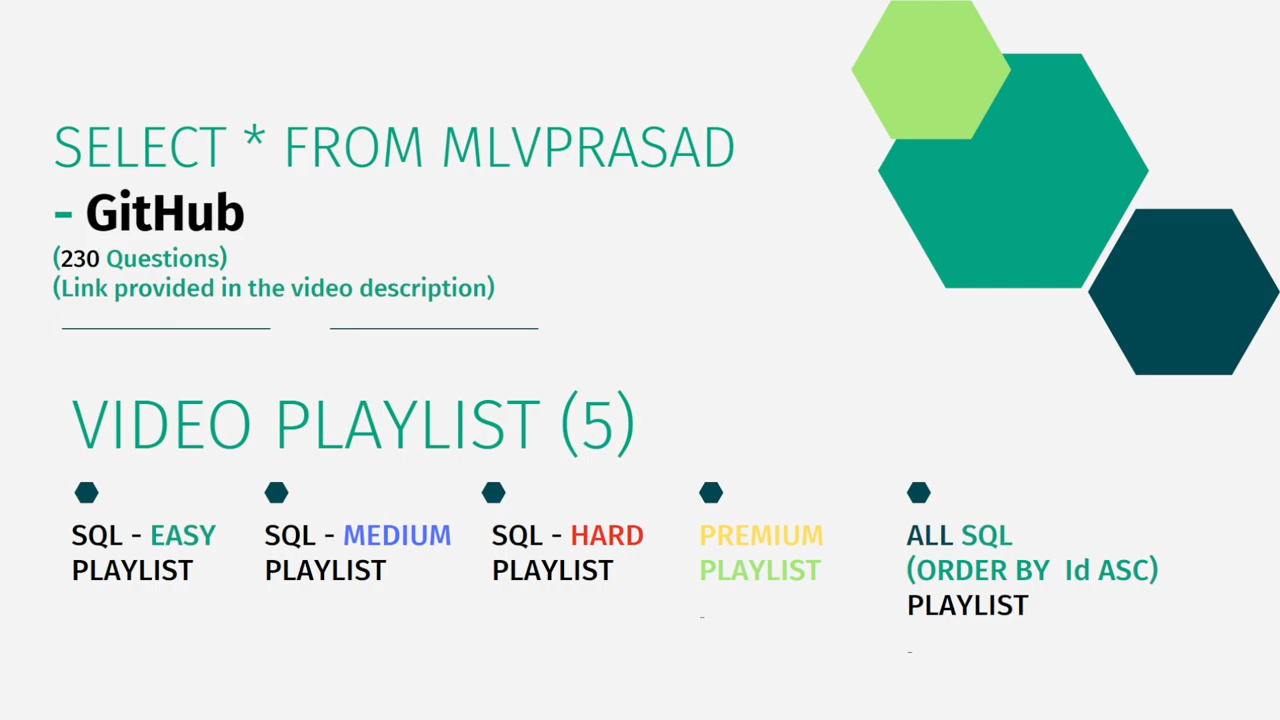 SELECT * FROM MLVPRASAD
- GitHub
(230 Questions)
(Link provided in the video description)
VIDEO PLAYLIST (5)
SQL - EASY
PLAYLIST
SQL - MEDIUM
PLAYLIST
SQL - HARD
PLAYLIST
PREMIUM
PLAYLIST
-
ALL SQL
(ORDER BY Id ASC)
PLAYLIST
-